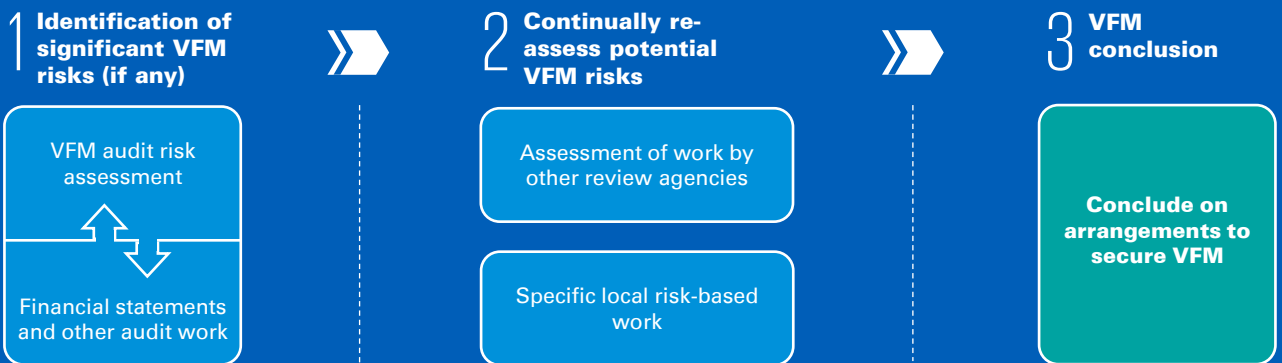 1 Identification of
significant VFM
risks (if any)
2 Continually re-
assess potential
VFM risks
3 VFM
conclusion
VFM audit risk
assessment
Financial statements
and other audit work
Assessment of work by
other review agencies
Specific local risk-based
work
Conclude on
arrangements to
secure VFM